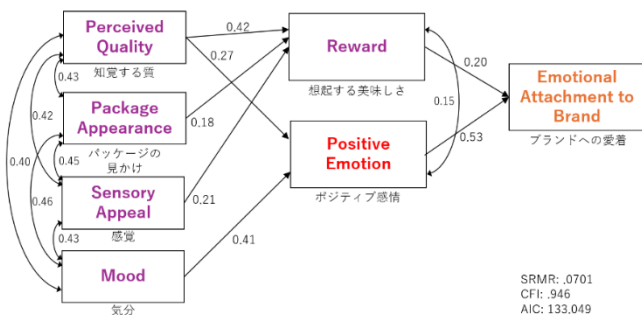 Perceived
Quality
知覚する質
Package
Appearance
パッケージの
見かけ
Sensory
Appeal
感覚
Mood
気分
0.43
0.42
0.40
0.45
0.46
0.43
0.42
0.27
0.18
0.21
0.41
Reward
想起する美味しさ
Positive
Emotion
ポジティブ感情
0.20
0.15
0.53
Emotional
Attachment to
Brand
ブランドへの愛着
SRMR: .0701
CFI: .946
AIC: 133,049